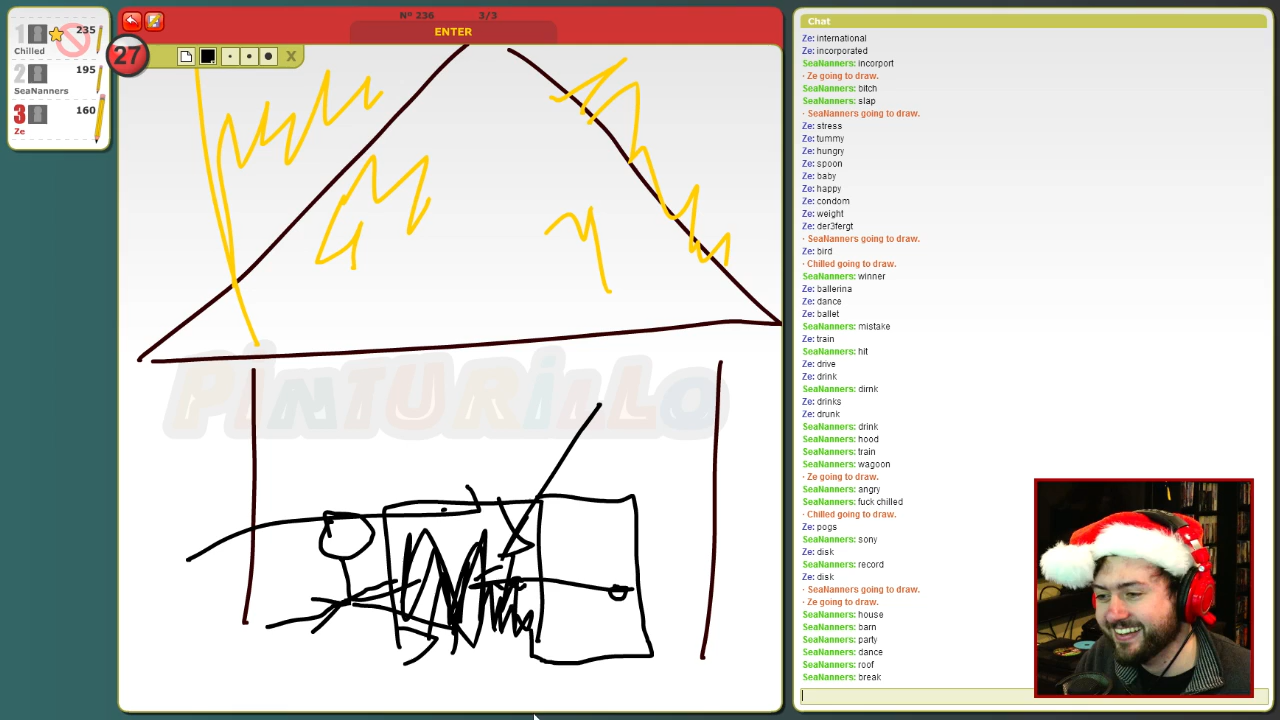 1
235
Chilled
2
195
SeaNanners
3
160
Ze
27
Nº 236
3/3
ENTER
X
PINTURILLO
Chat
Ze: international
Ze: incorporated
SeaNanners: incorport
· Ze going to draw.
SeaNanners: bitch
SeaNanners: slap
· SeaNanners going to draw.
Ze: stress
Ze: tummy
Ze: hungry
Ze: spoon
Ze: baby
Ze: happy
Ze: condom
Ze: weight
Ze: der3fergt
· SeaNanners going to draw.
Ze: bird
· Chilled going to draw.
SeaNanners: winner
Ze: ballerina
Ze: dance
Ze: ballet
SeaNanners: mistake
Ze: train
SeaNanners: hit
Ze: drive
Ze: drink
SeaNanners: dirnk
Ze: drinks
Ze: drunk
SeaNanners: drink
SeaNanners: hood
SeaNanners: train
SeaNanners: wagoon
· Ze going to draw.
SeaNanners: angry
SeaNanners: fuck chilled
· Chilled going to draw.
Ze: pogs
SeaNanners: sony
Ze: disk
SeaNanners: record
Ze: disk
· SeaNanners going to draw.
· Ze going to draw.
SeaNanners: house
SeaNanners: barn
SeaNanners: party
SeaNanners: dance
SeaNanners: roof
SeaNanners: break